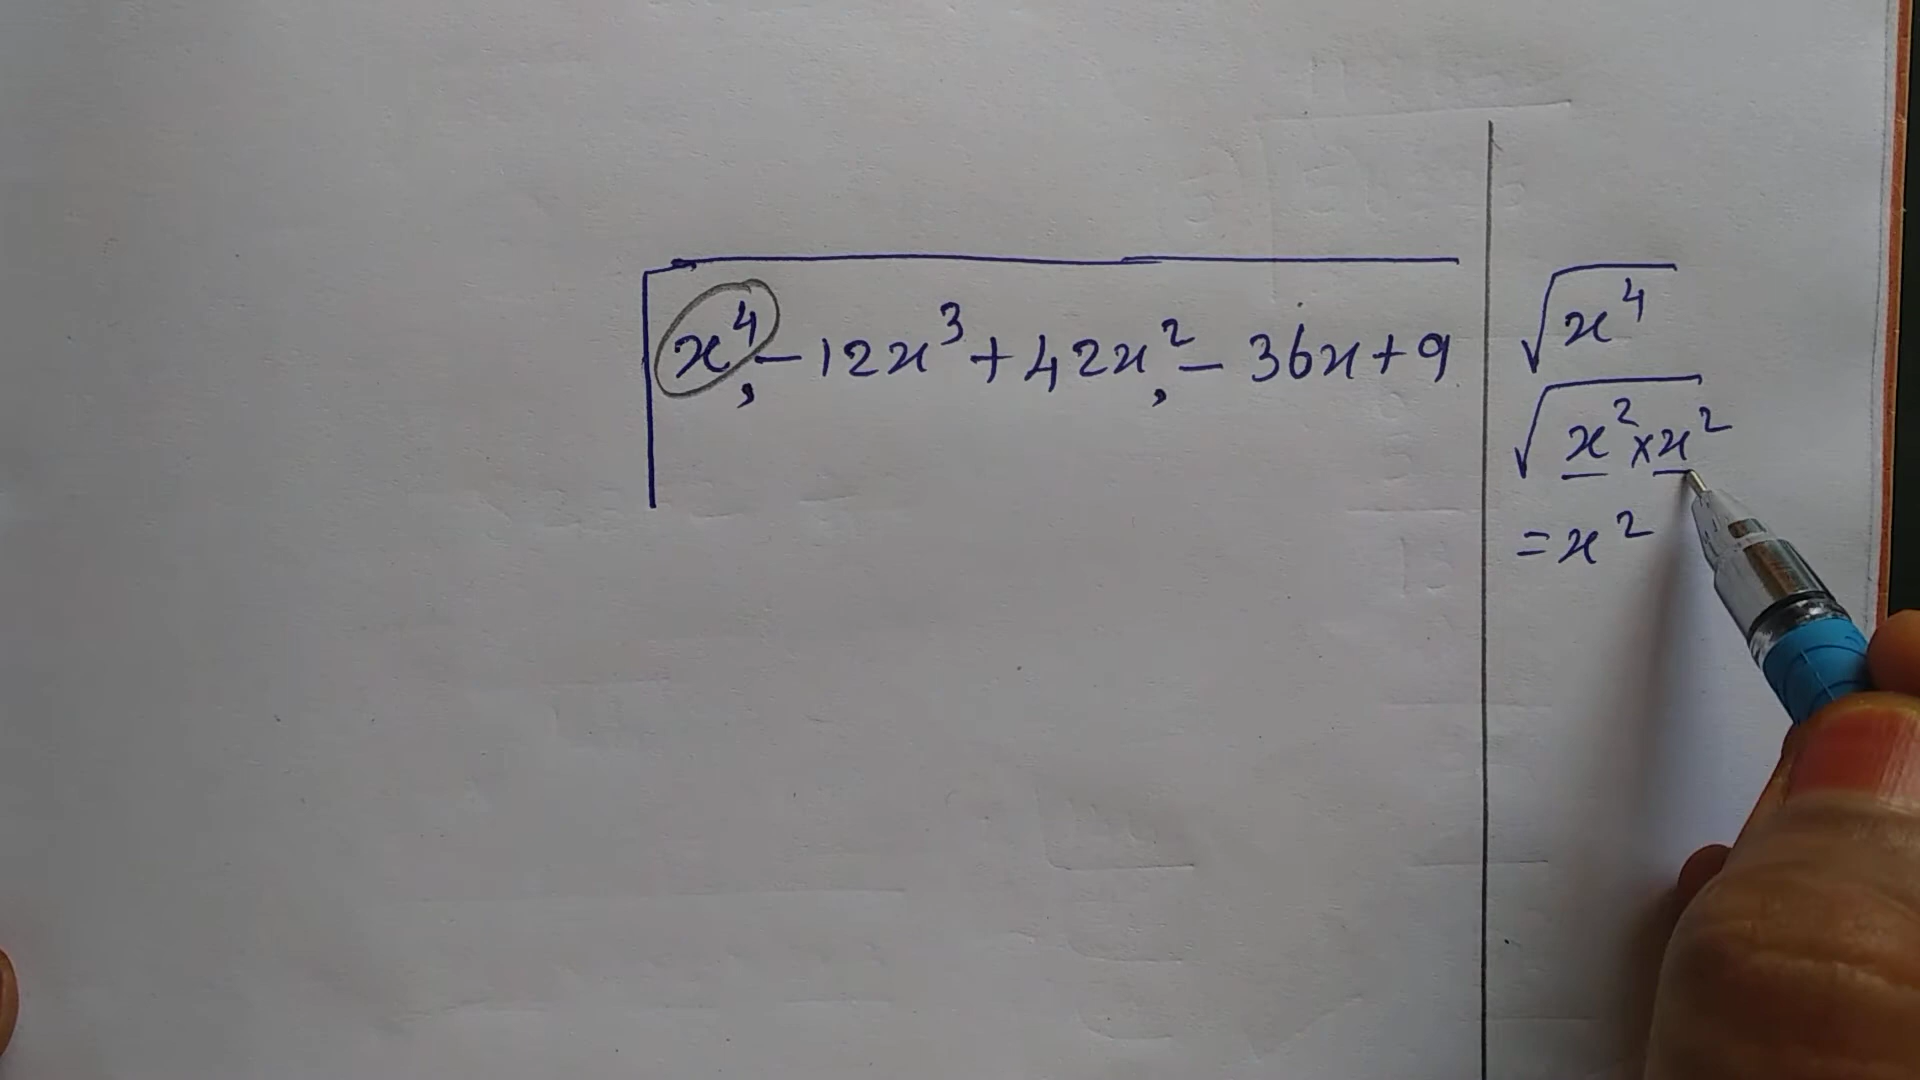 x⁴ - 12x³ + 42x² - 36x + 9
√x⁴
√x² × x²
= x²